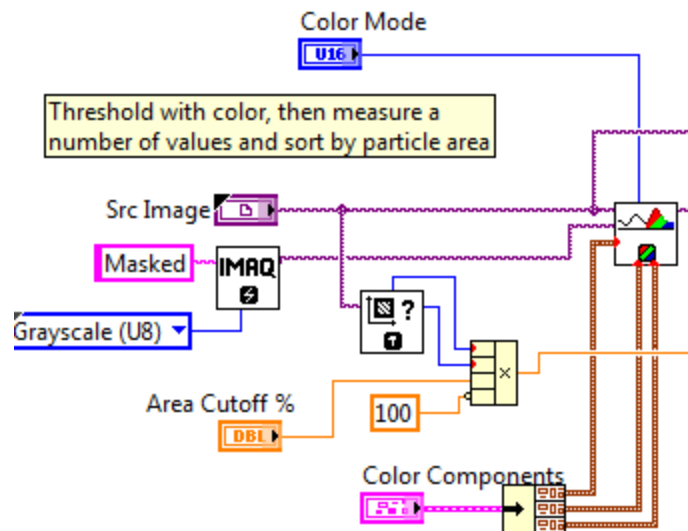 Color Mode
U16
Threshold with color, then measure a
number of values and sort by particle area
Src Image
Masked
IMAQ
Grayscale (U8)
?
×
Area Cutoff %
100
DBL
Color Components